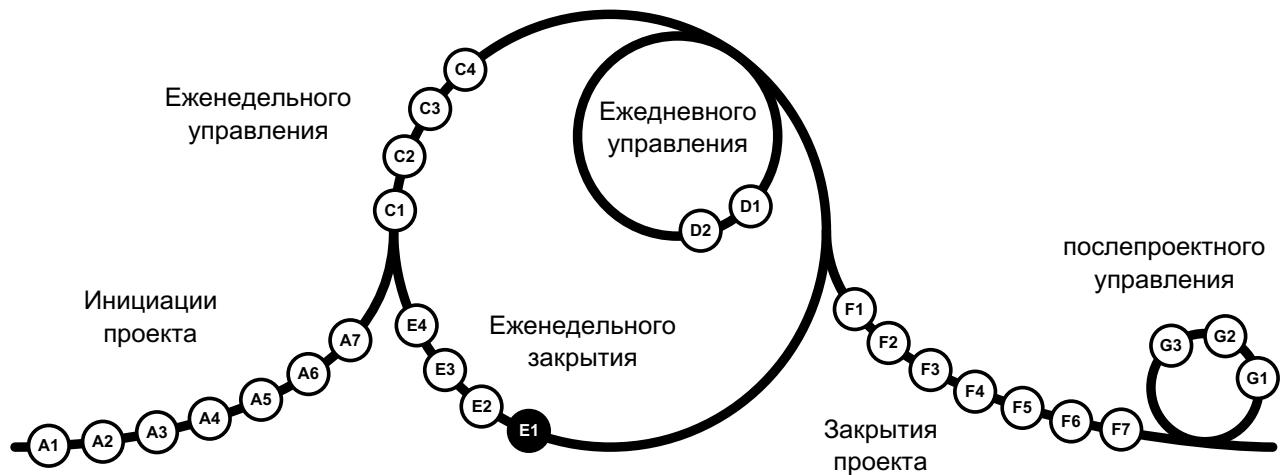 Еженедельного
управления
C4
C3
C2
C1
Ежедневного
управления
D1
D2
Инициации
проекта
A1
A2
A3
A4
A5
A6
A7
Еженедельного
закрытия
E4
E3
E2
E1
Закрытия
проекта
F1
F2
F3
F4
F5
F6
F7
послепроектного
управления
G3
G2
G1